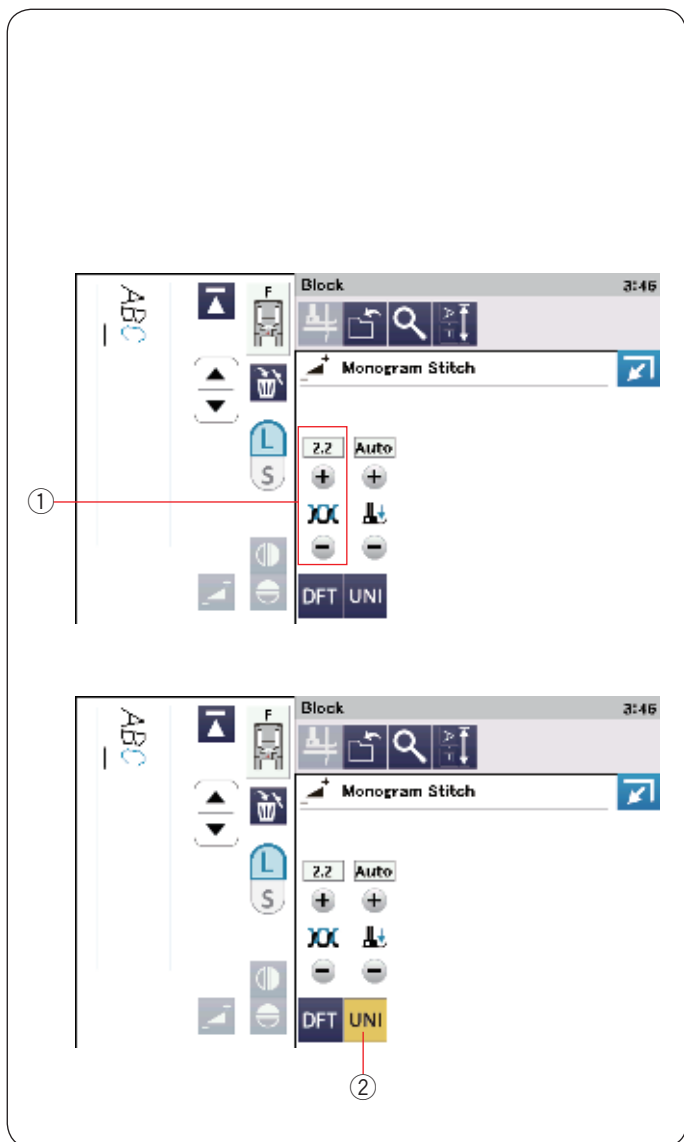 Block 3:46
F
ABC
Monogram Stitch
L
S
2.2 Auto
1
DFT UNI
Block 3:46
F
ABC
Monogram Stitch
L
S
2.2 Auto
DFT UNI
2